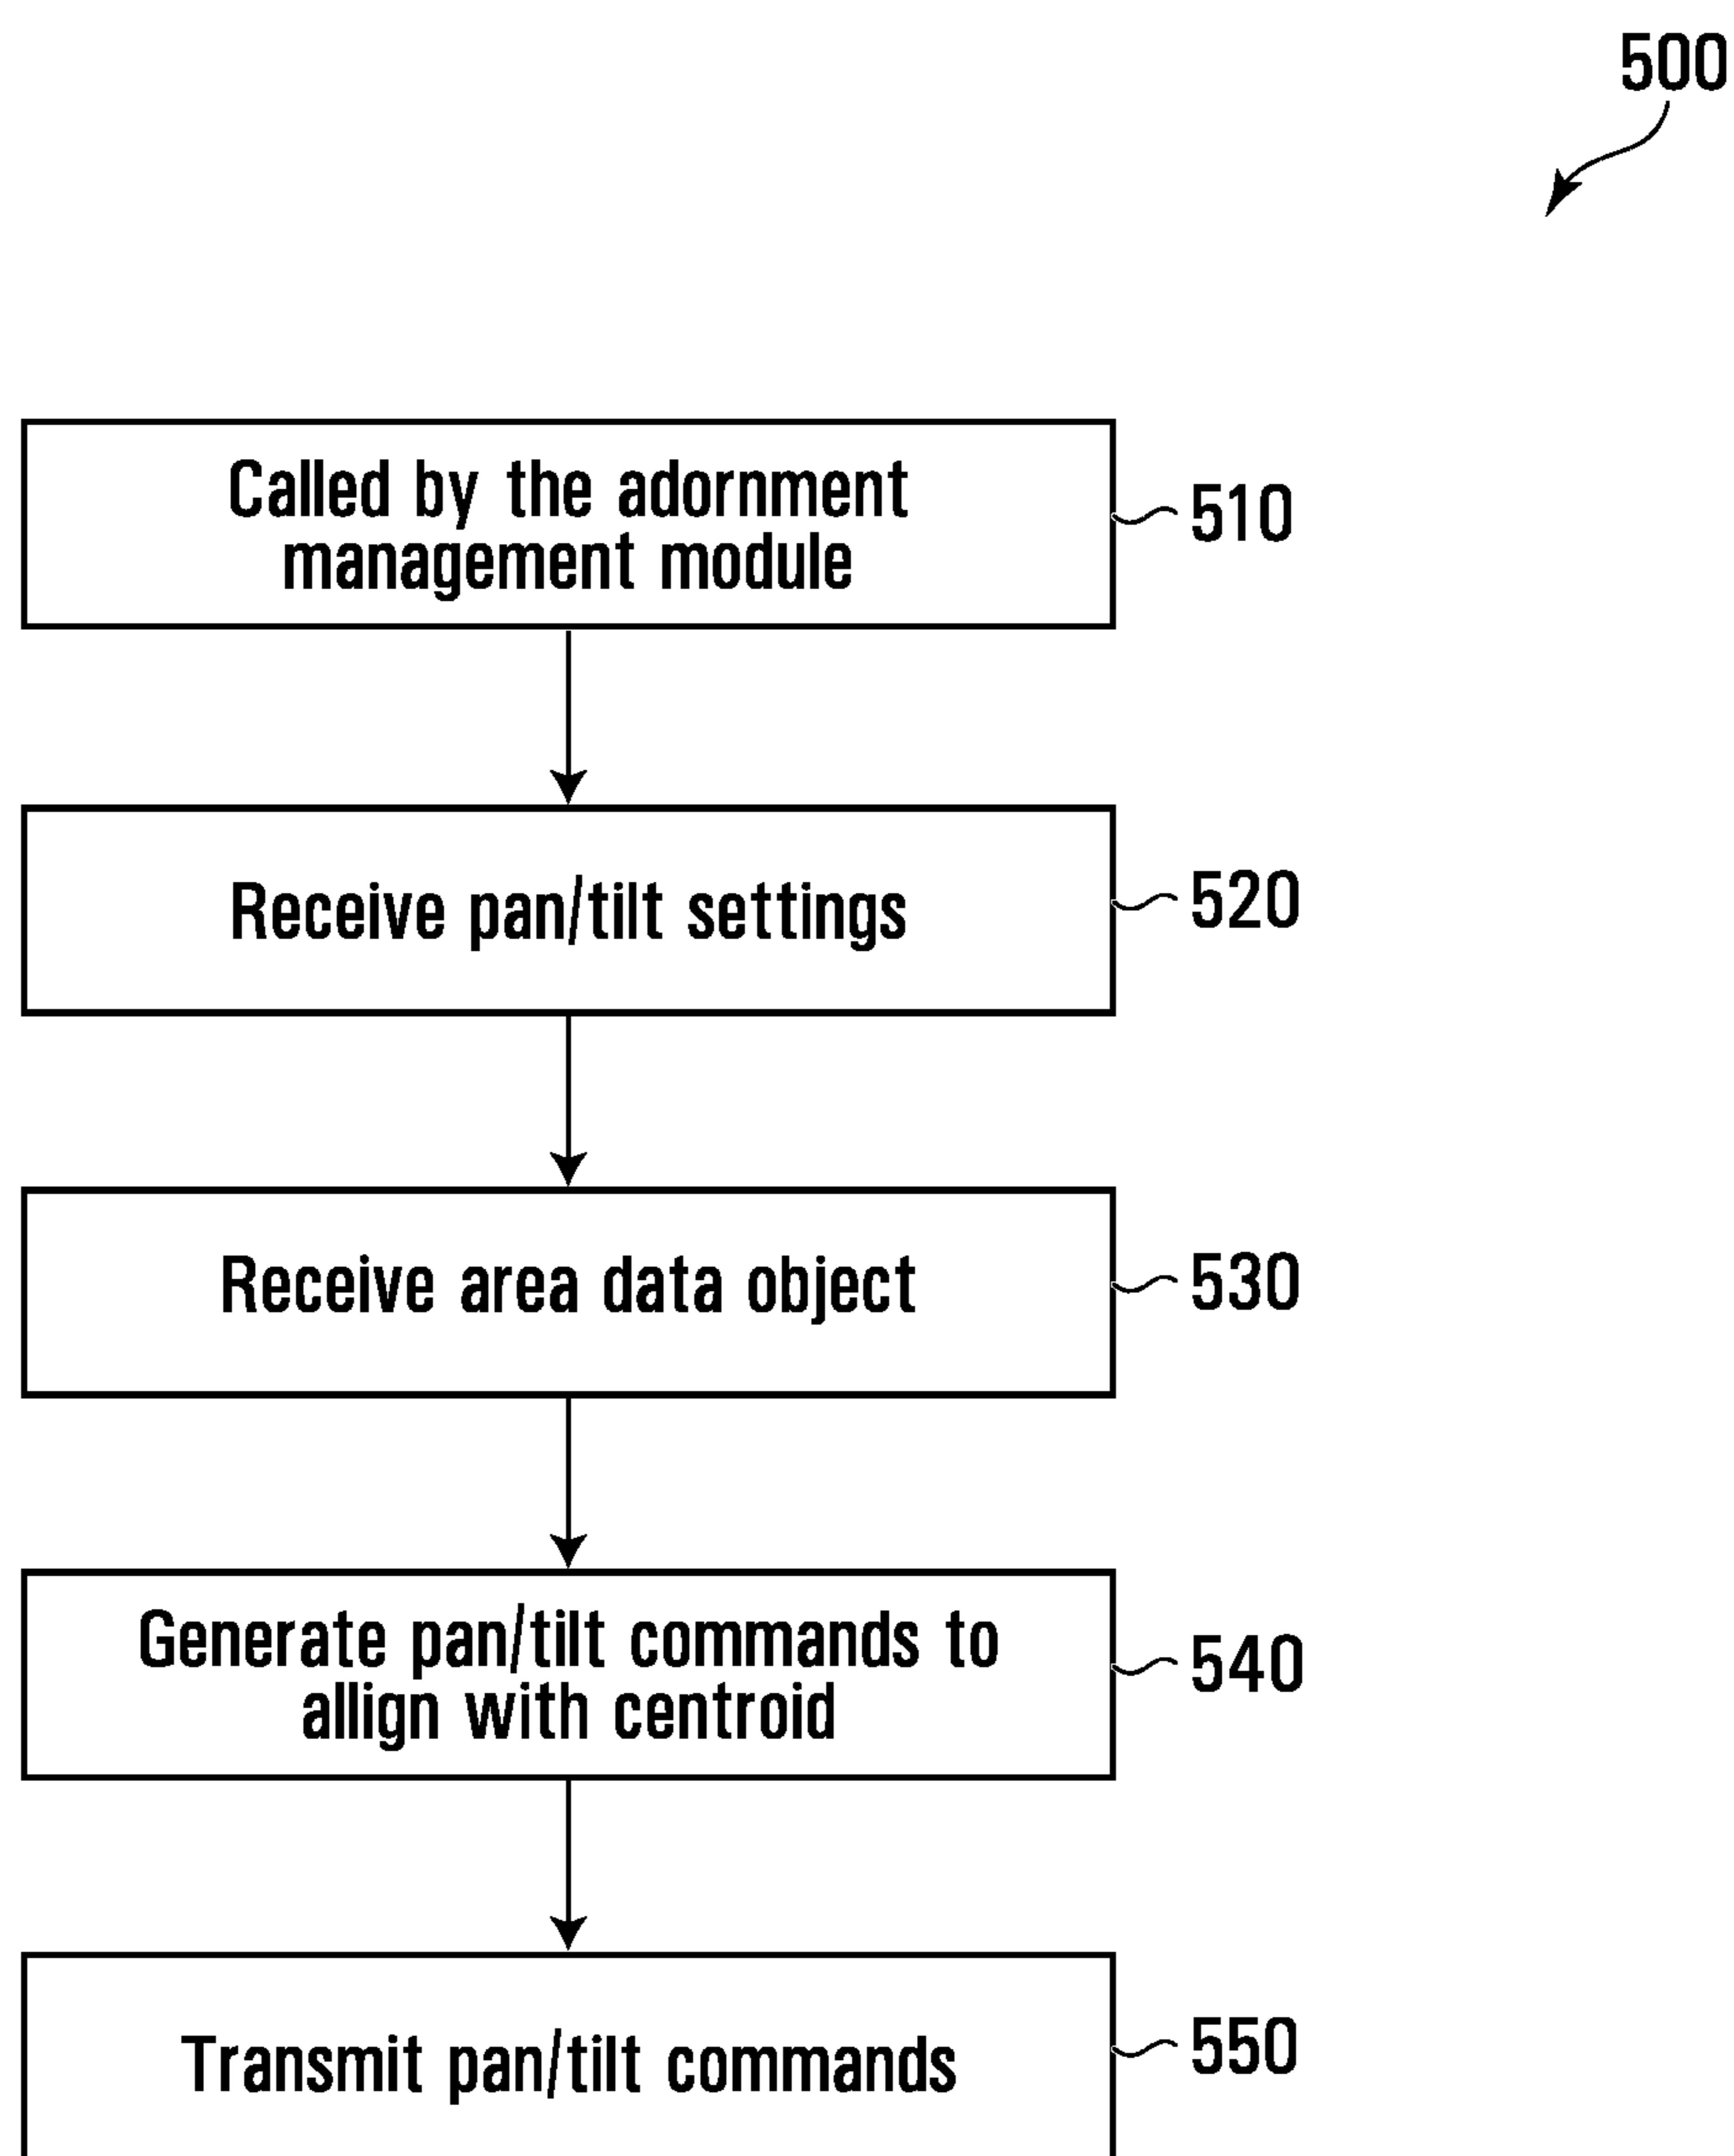 500
Called by the adornment
management module
510
Receive pan/tilt settings
520
Receive area data object
530
Generate pan/tilt commands to
allign with centroid
540
Transmit pan/tilt commands
550